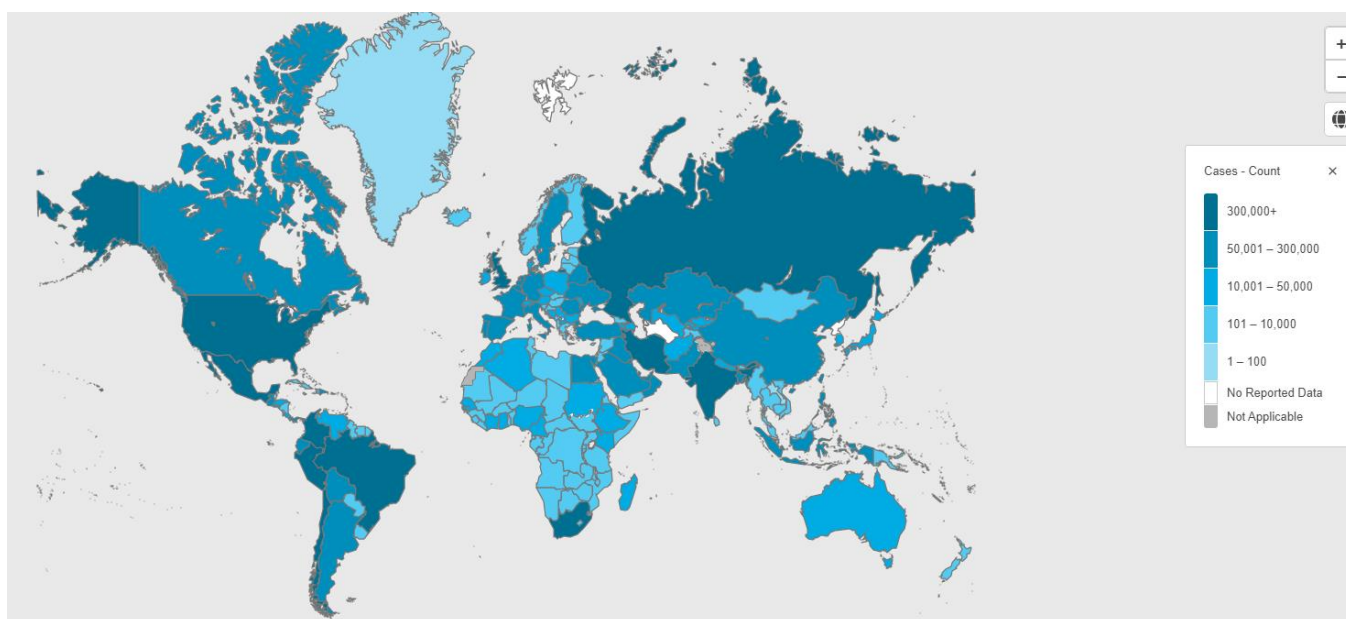 +
−
Cases - Count ×
300,000+
50,001 – 300,000
10,001 – 50,000
101 – 10,000
1 – 100
No Reported Data
Not Applicable